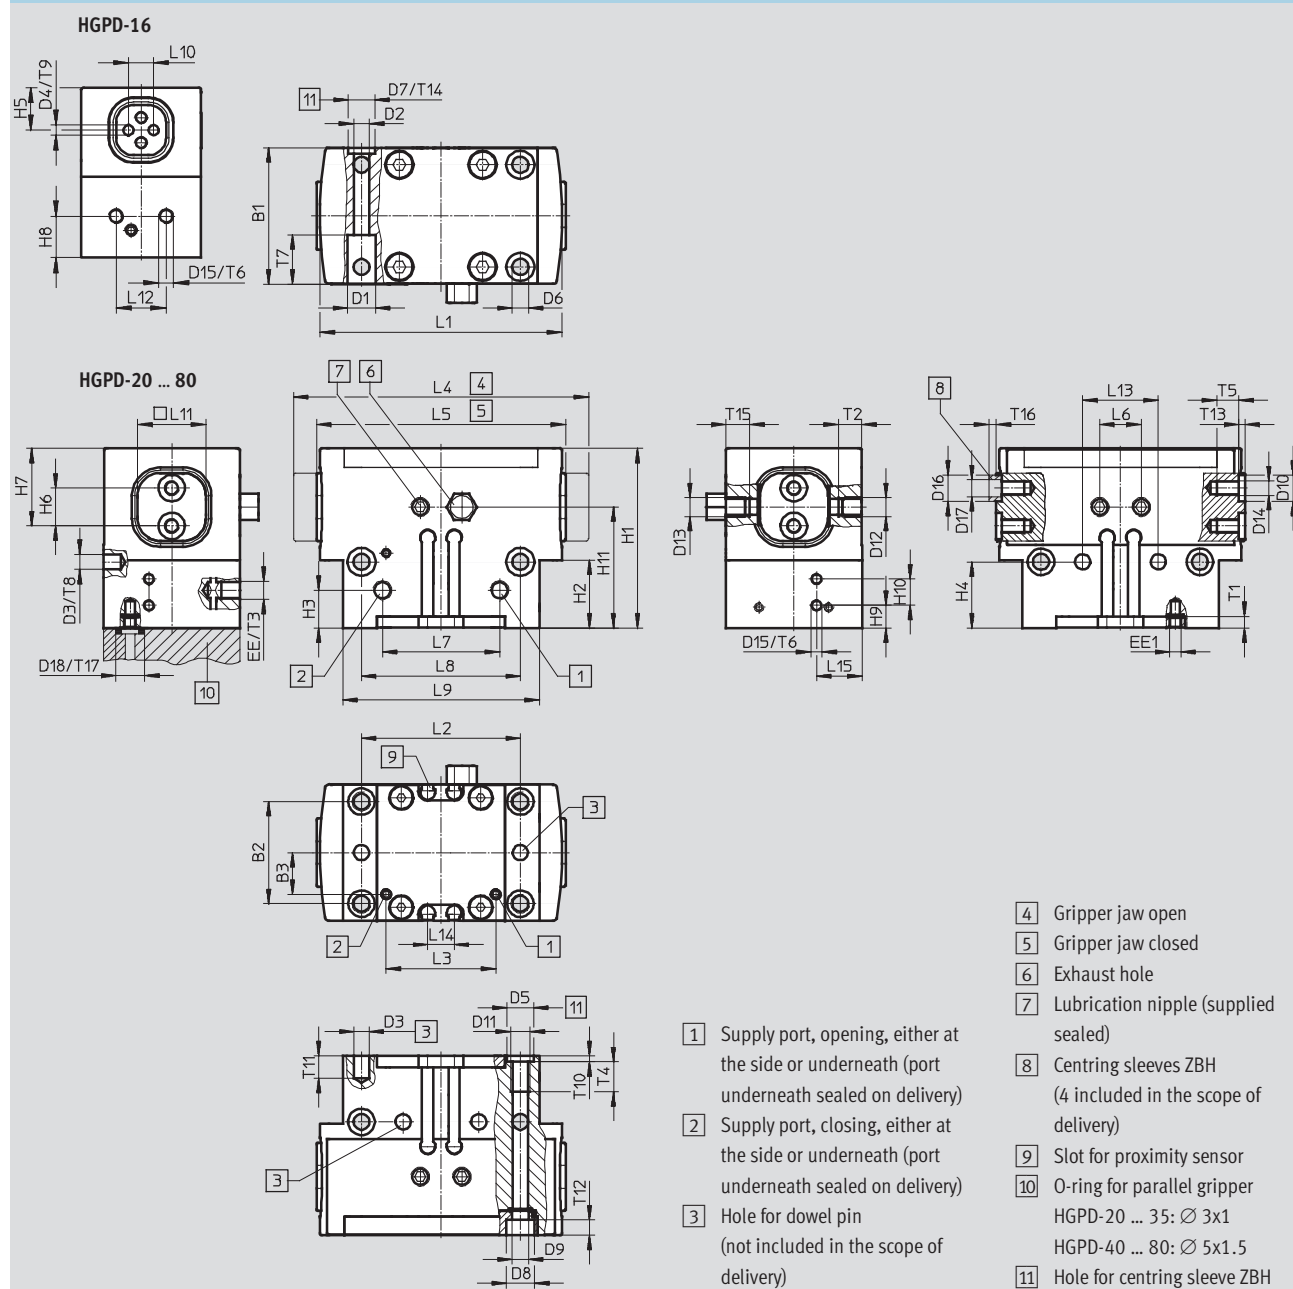 HGPD-16
L10
D4/T9
H5
H8
D15/T6
L12
11
D7/T14
D2
B1
T7
D1
D6
L1
HGPD-20 ... 80
7
6
L4
4
L5
5
□L11
H7
H6
D3/T8
EE/T3
D18/T17
10
H3
H2
H11
H1
L7
L8
L9
2
1
T15
T2
D13
D12
H10
H9
D15/T6
L15
8
L13
T5
T16
L6
T13
D16
D17
D14
D10
H4
T1
EE1
L2
9
3
B2
B3
2
L14
1
L3
D5
11
D3
3
D11
T11
T10
T4
3
T12
D9
D8
1 Supply port, opening, either at
the side or underneath (port
underneath sealed on delivery)
2 Supply port, closing, either at
the side or underneath (port
underneath sealed on delivery)
3 Hole for dowel pin
(not included in the scope of
delivery)
4 Gripper jaw open
5 Gripper jaw closed
6 Exhaust hole
7 Lubrication nipple (supplied
sealed)
8 Centring sleeves ZBH
(4 included in the scope of
delivery)
9 Slot for proximity sensor
10 O-ring for parallel gripper
HGPD-20 ... 35: ∅ 3x1
HGPD-40 ... 80: ∅ 5x1.5
11 Hole for centring sleeve ZBH